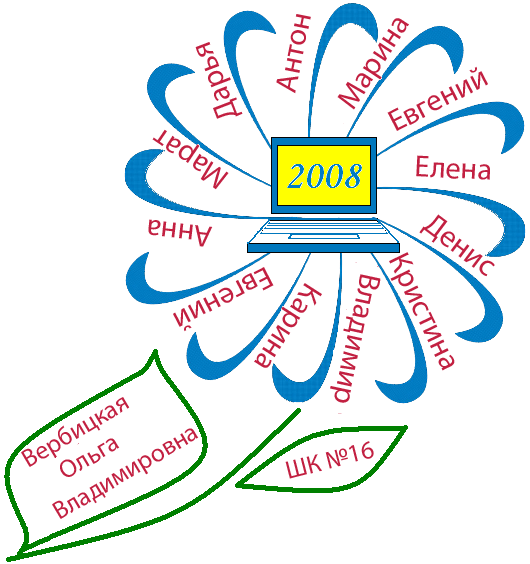 Антон
Марина
Евгений
Елена
Денис
Кристина
Владимир
Карина
Евгений
Анна
Марат
Дарья
2008
Вербицкая
Ольга
Владимировна
ШК №16